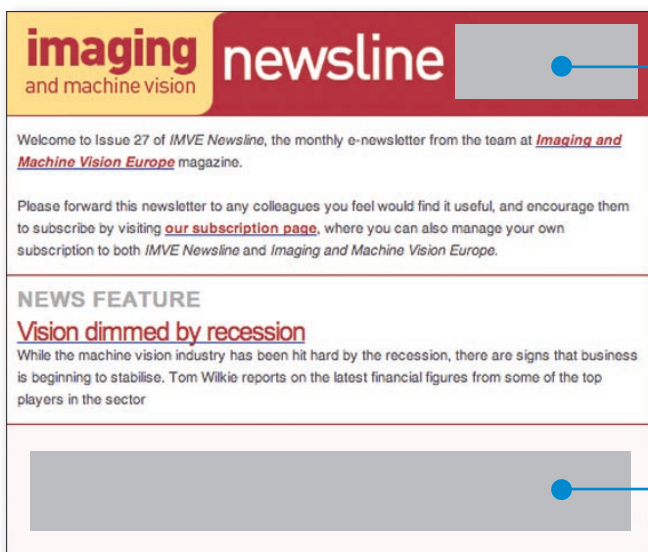 imaging
and machine vision
newsline
Welcome to Issue 27 of IMVE Newsline, the monthly e-newsletter from the team at Imaging and
Machine Vision Europe magazine.
Please forward this newsletter to any colleagues you feel would find it useful, and encourage them
to subscribe by visiting our subscription page, where you can also manage your own
subscription to both IMVE Newsline and Imaging and Machine Vision Europe.
NEWS FEATURE
Vision dimmed by recession
While the machine vision industry has been hit hard by the recession, there are signs that business
is beginning to stabilise. Tom Wilkie reports on the latest financial figures from some of the top
players in the sector